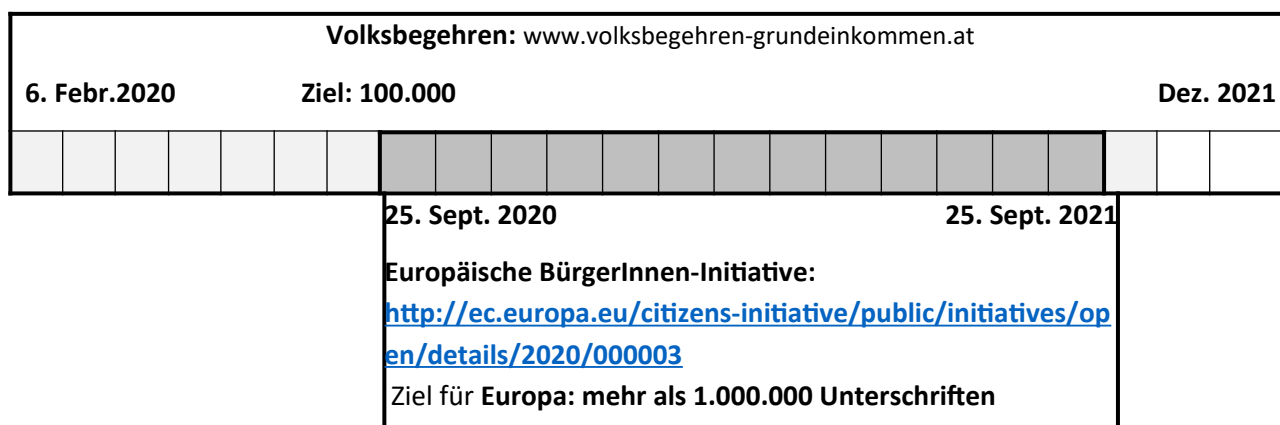 Volksbegehren: www.volksbegehren-grundeinkommen.at
6. Febr.2020 Ziel: 100.000 Dez. 2021
25. Sept. 2020 25. Sept. 2021
Europäische BürgerInnen-Initiative:
http://ec.europa.eu/citizens-initiative/public/initiatives/op
en/details/2020/000003
Ziel für Europa: mehr als 1.000.000 Unterschriften